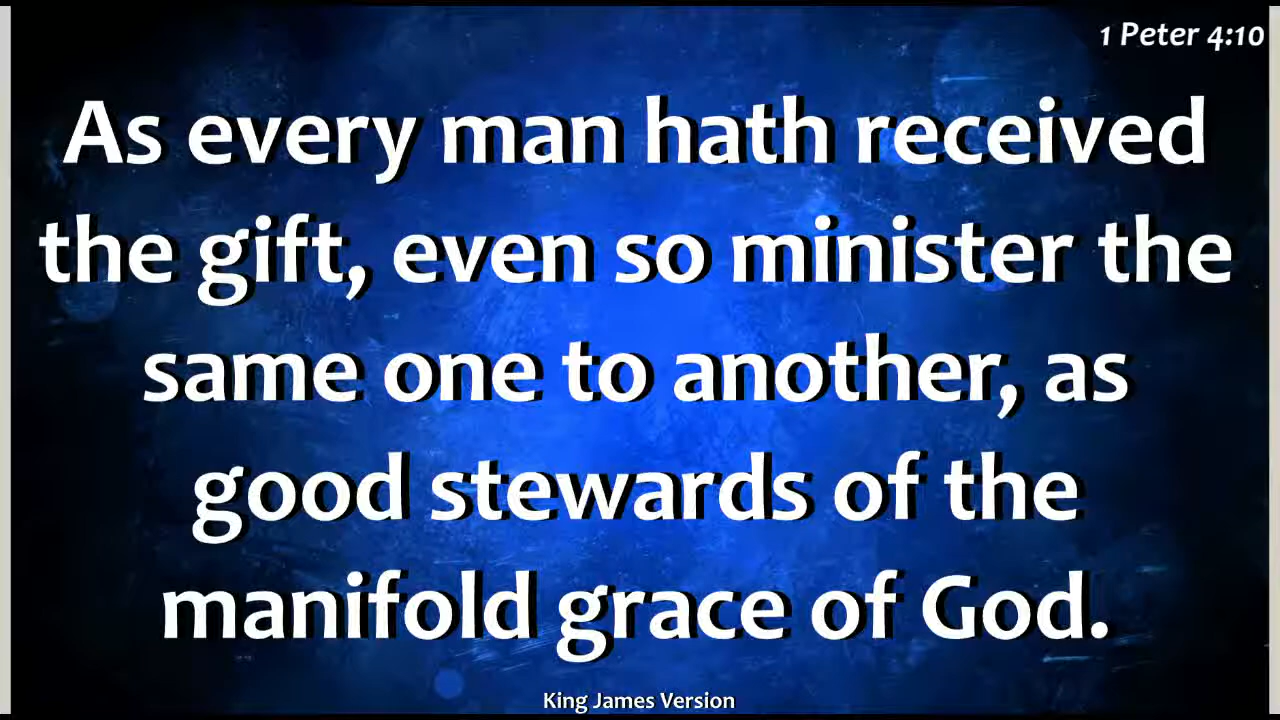 1 Peter 4:10
As every man hath received
the gift, even so minister the
same one to another, as
good stewards of the
manifold grace of God.
King James Version